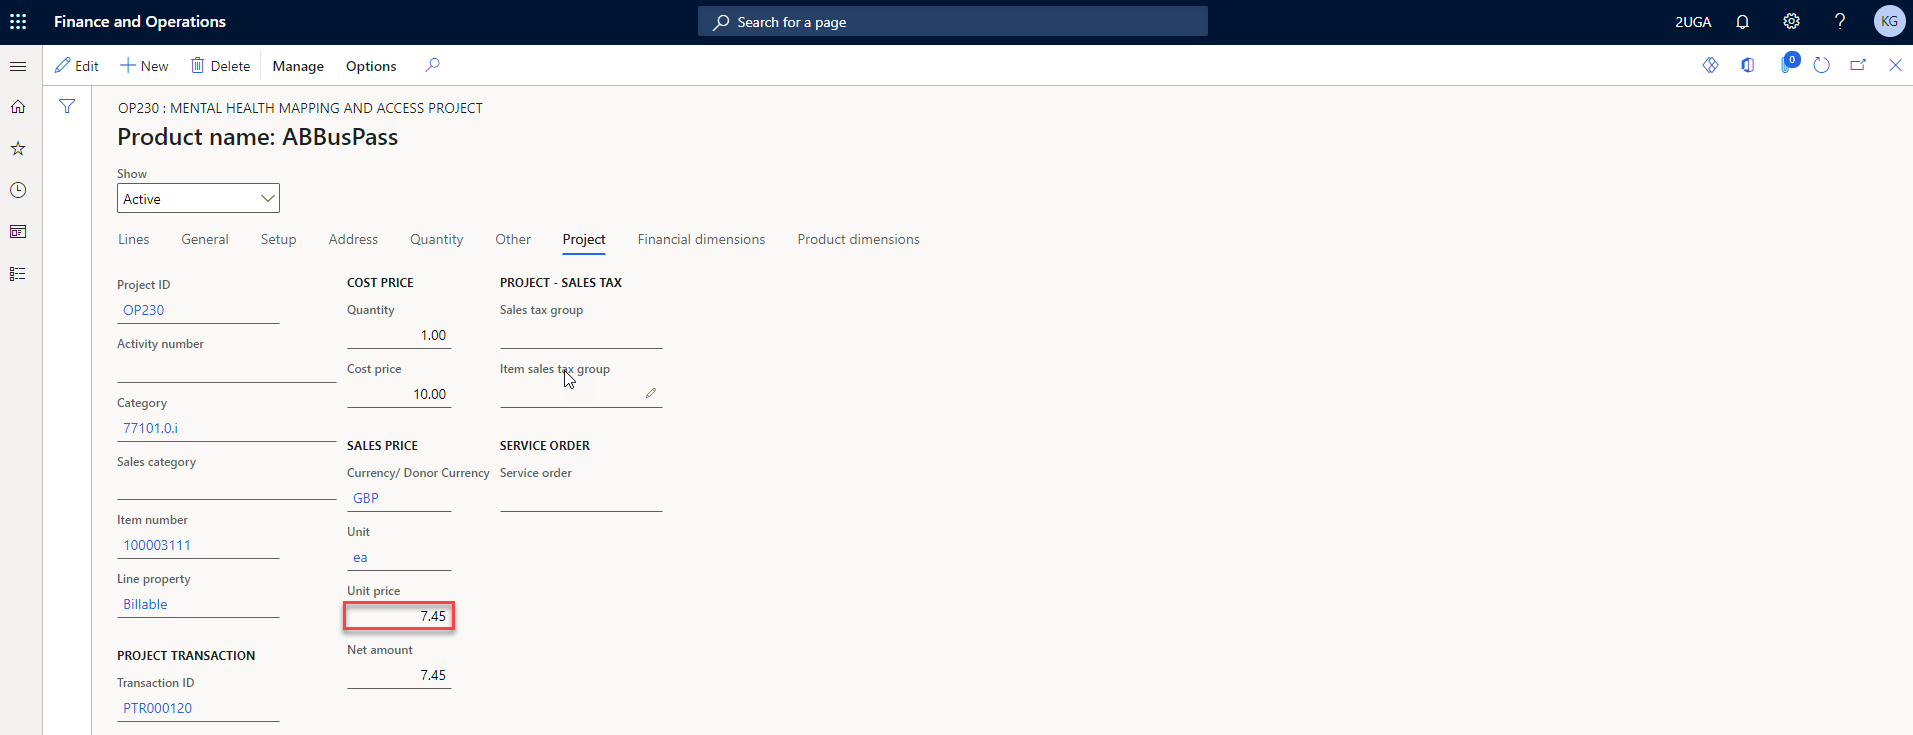 Finance and Operations
Search for a page
2UGA
KG
Edit
New
Delete
Manage
Options
0
OP230 : MENTAL HEALTH MAPPING AND ACCESS PROJECT
Product name: ABBusPass
Show
Active
Lines
General
Setup
Address
Quantity
Other
Project
Financial dimensions
Product dimensions
Project ID
OP230
Activity number
Category
77101.0.i
Sales category
Item number
100003111
Line property
Billable
PROJECT TRANSACTION
Transaction ID
PTR000120
COST PRICE
Quantity
1.00
Cost price
10.00
SALES PRICE
Currency/ Donor Currency
GBP
Unit
ea
Unit price
7.45
Net amount
7.45
PROJECT - SALES TAX
Sales tax group
Item sales tax group
SERVICE ORDER
Service order